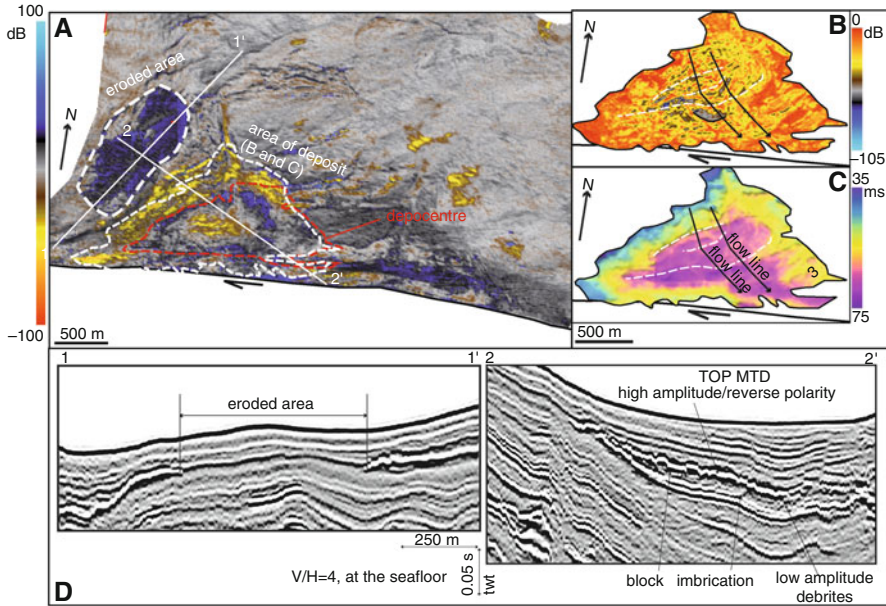 100
dB
A
1'
eroded area
2
N
area of deposit
(B and C)
depocentre
1
2'
−100
500 m
B
0
dB
N
−105
C
35
ms
N
flow line
flow line
3
75
500 m
1
1'
2
2'
eroded area
TOP MTD
high amplitude/reverse polarity
250 m
V/H=4, at the seafloor
0.05 s
twt
block
imbrication
low amplitude
debrites
D